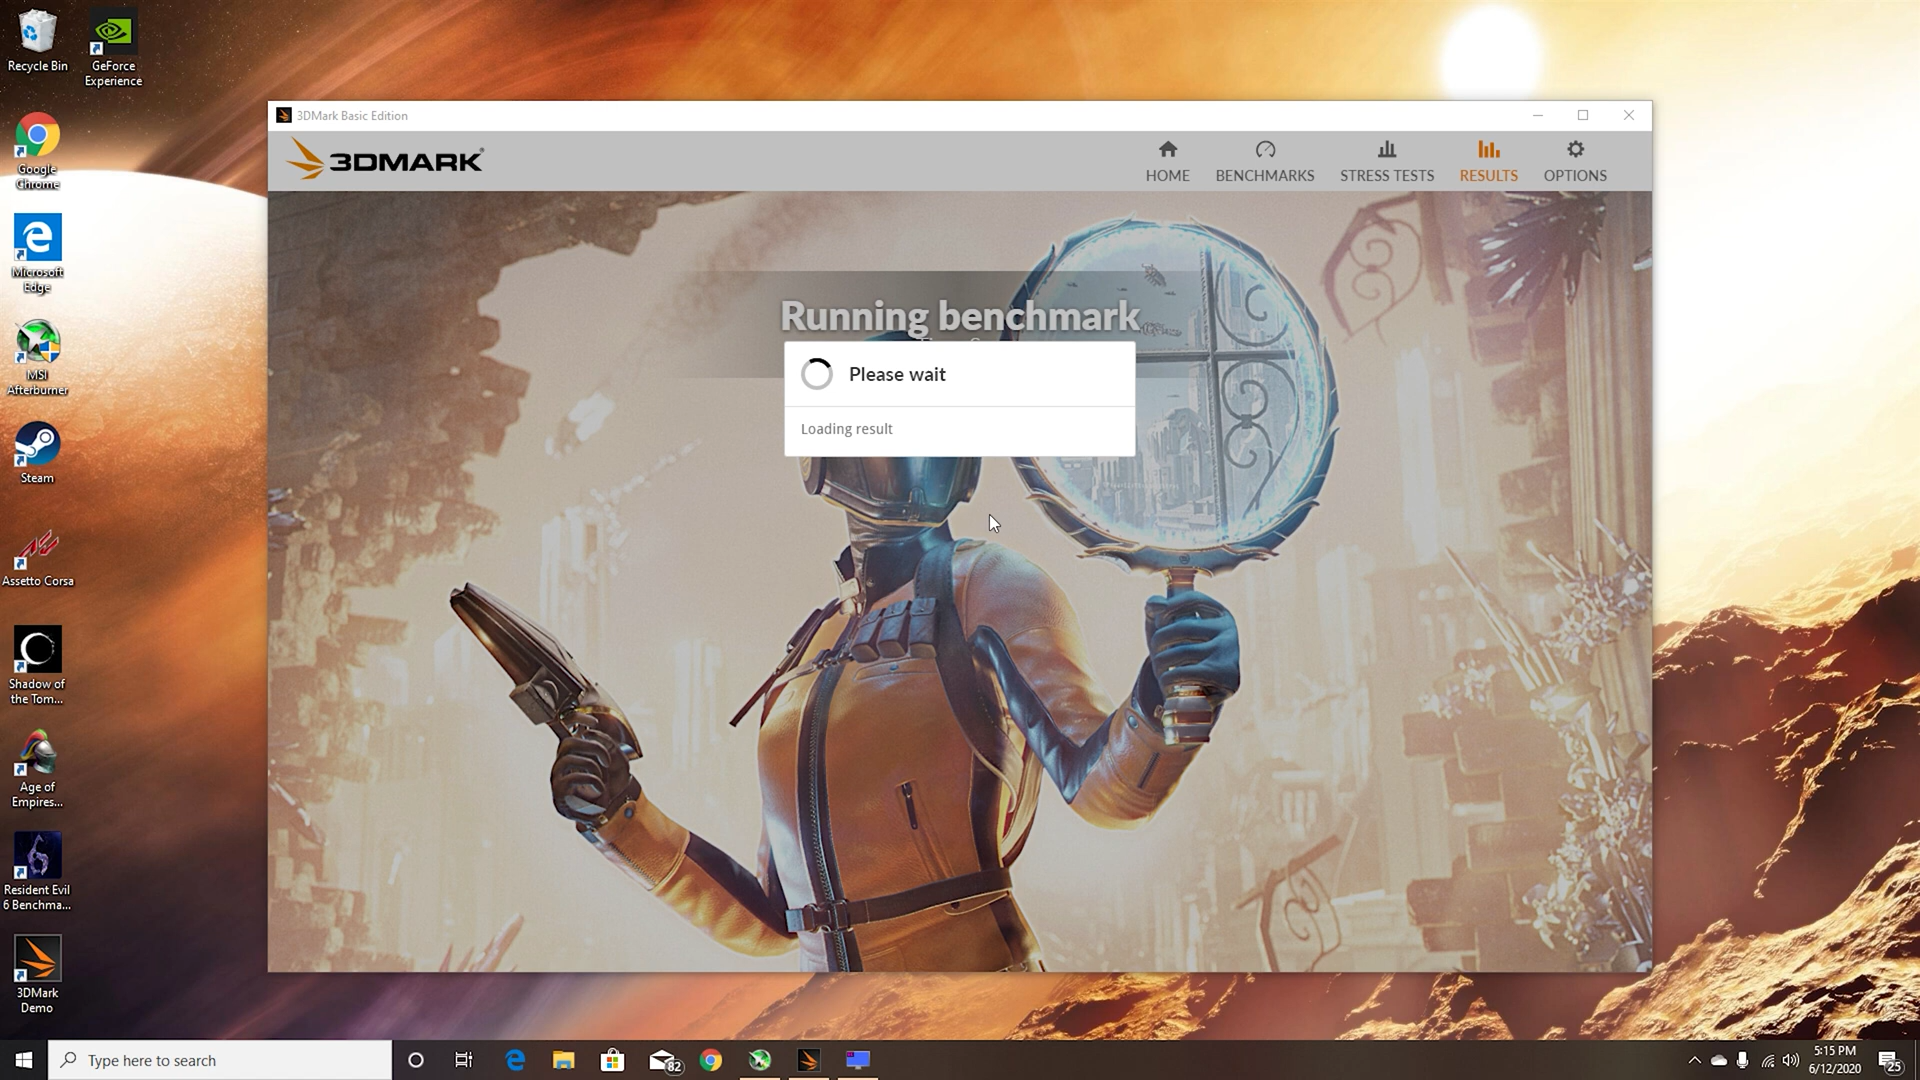 Recycle Bin
GeForce
Experience
Google
Chrome
Microsoft
Edge
MSI
Afterburner
Steam
Assetto Corsa
Shadow of
the Tom...
Age of
Empires...
Resident Evil
6 Benchma...
3DMark
Demo
3DMark Basic Edition
3DMARK
HOME
BENCHMARKS
STRESS TESTS
RESULTS
OPTIONS
Running benchmark
Please wait
Loading result
Type here to search
82
5:15 PM
6/12/2020
25